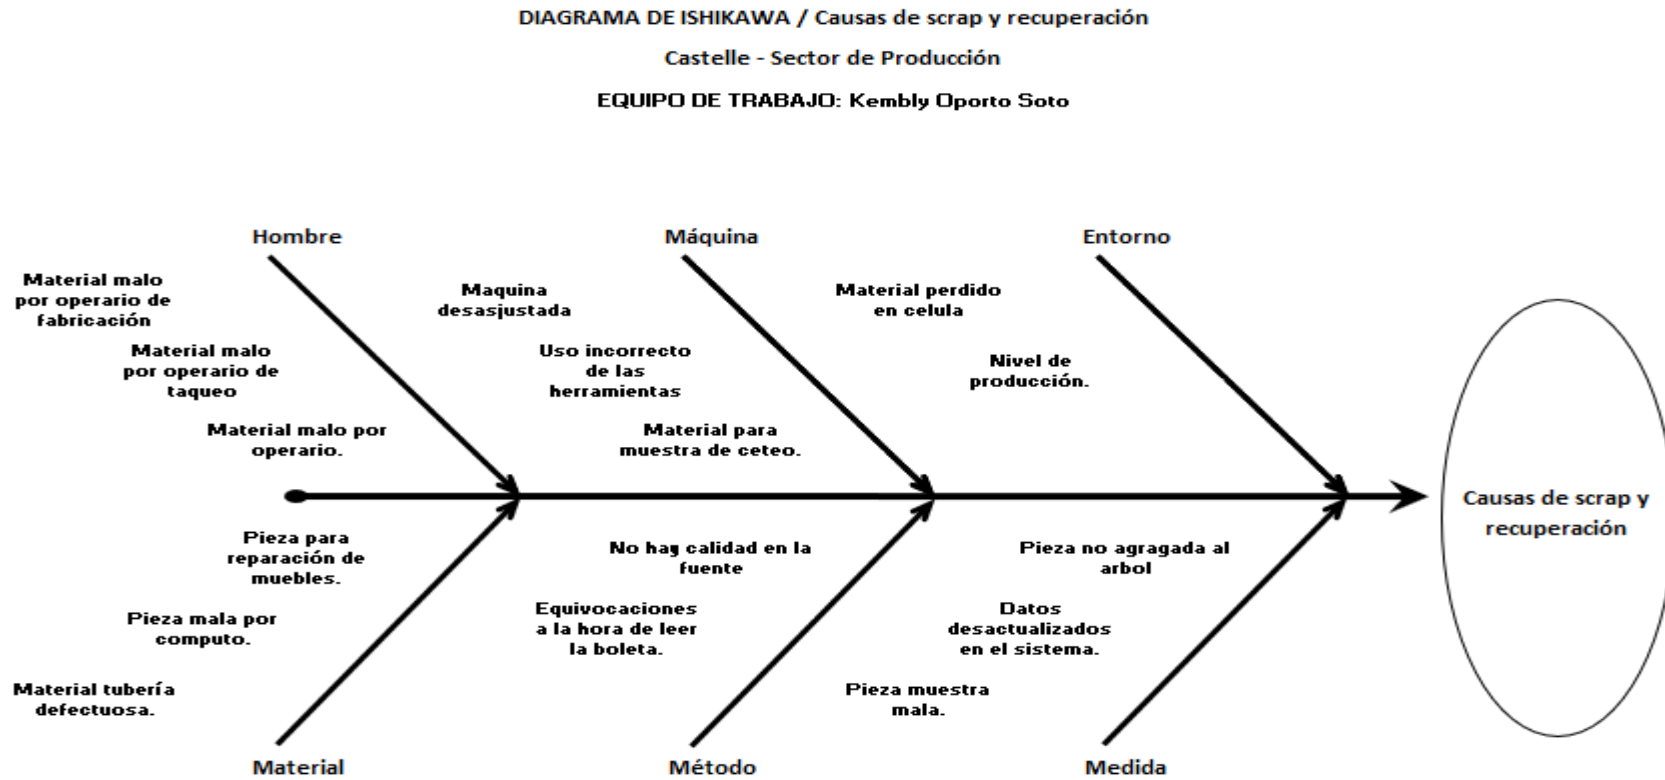 DIAGRAMA DE ISHIKAWA / Causas de scrap y recuperación
Castelle - Sector de Producción
EQUIPO DE TRABAJO: Kembly Oporto Soto
Hombre
Máquina
Entorno
Material malo
por operario de
fabricación
Material malo
por operario de
taqueo
Material malo por
operario.
Maquina
desasjustada
Uso incorrecto
de las
herramientas
Material para
muestra de ceteo.
Material perdido
en celula
Nivel de
producción.
Causas de scrap y
recuperación
Pieza para
reparación de
muebles.
Pieza mala por
computo.
Material tubería
defectuosa.
No hay calidad en la
fuente
Equivocaciones
a la hora de leer
la boleta.
Pieza no agragada al
arbol
Datos
desactualizados
en el sistema.
Pieza muestra
mala.
Material
Método
Medida